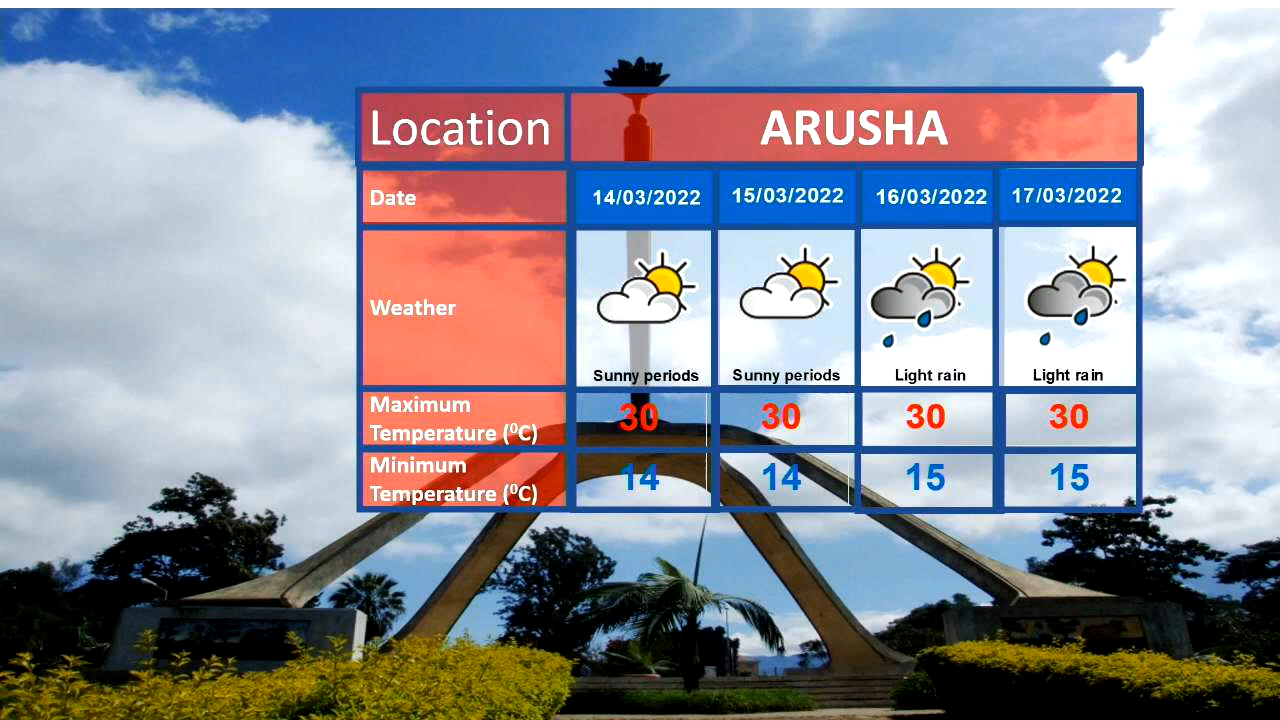 Location ARUSHA
Date 14/03/2022 15/03/2022 16/03/2022 17/03/2022
Weather
Sunny periods Sunny periods Light rain Light rain
Maximum
Temperature (⁰C) 30 30 30 30
Minimum
Temperature (⁰C) 14 14 15 15